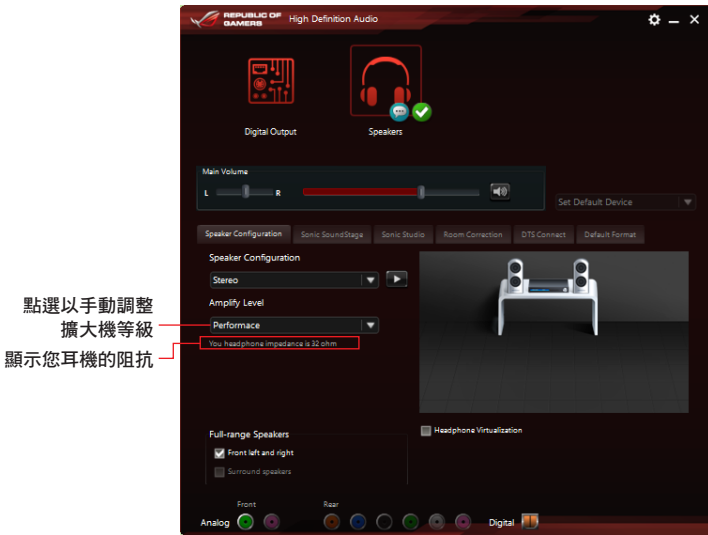 REPUBLIC OF
GAMERS
High Definition Audio
Digital Output
Speakers
Main Volume
L
R
Set Default Device
Speaker Configuration
Sonic SoundStage
Sonic Studio
Room Correction
DTS Connect
Default Format
Speaker Configuration
Stereo
Amplify Level
Performace
You headphone impedance is 32 ohm
點選以手動調整
擴大機等級
顯示您耳機的阻抗
Headphone Virtualization
Full-range Speakers
Front left and right
Surround speakers
Front
Rear
Analog
Digital